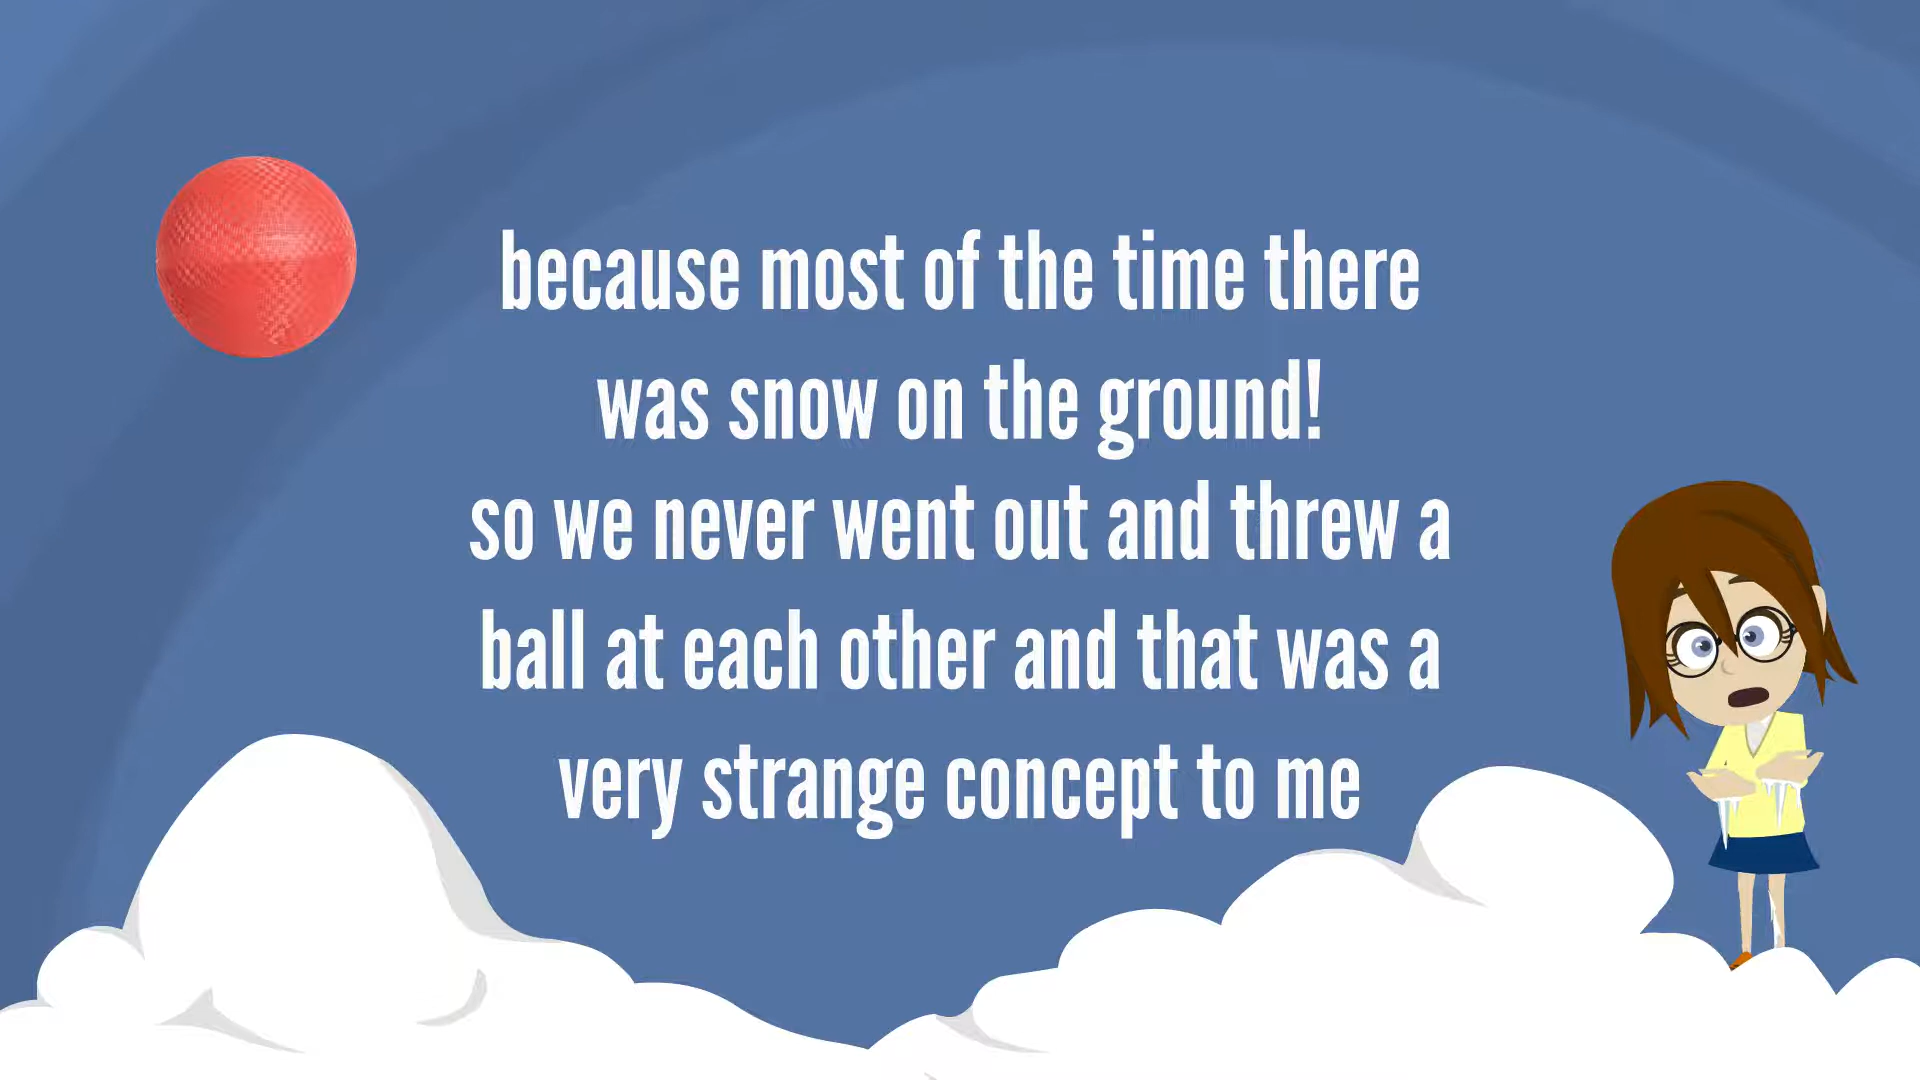 because most of the time there
was snow on the ground!
so we never went out and threw a
ball at each other and that was a
very strange concept to me